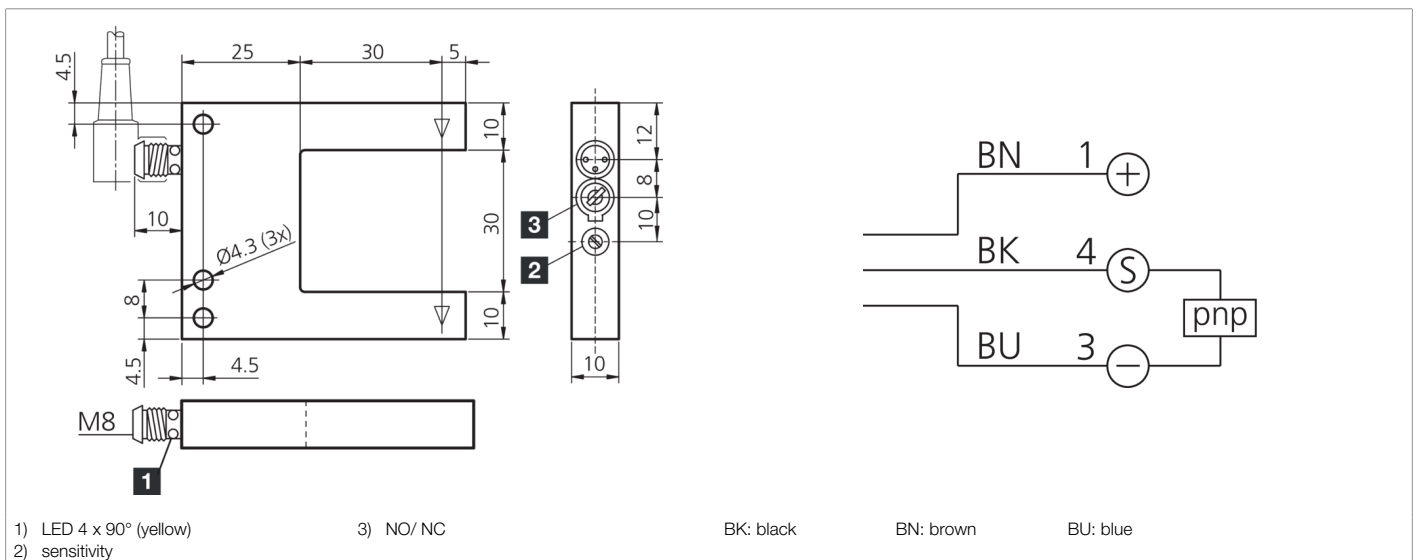 25 30 5
4.5
10
12
8
10
30
10
Ø4.3 (3x)
8
10
4.5
4.5
10
3
2
M8
1
BN 1 +
BK 4 S
pnp
BU 3 −
1) LED 4 x 90° (yellow) 3) NO/ NC BK: black BN: brown BU: blue
2) sensitivity